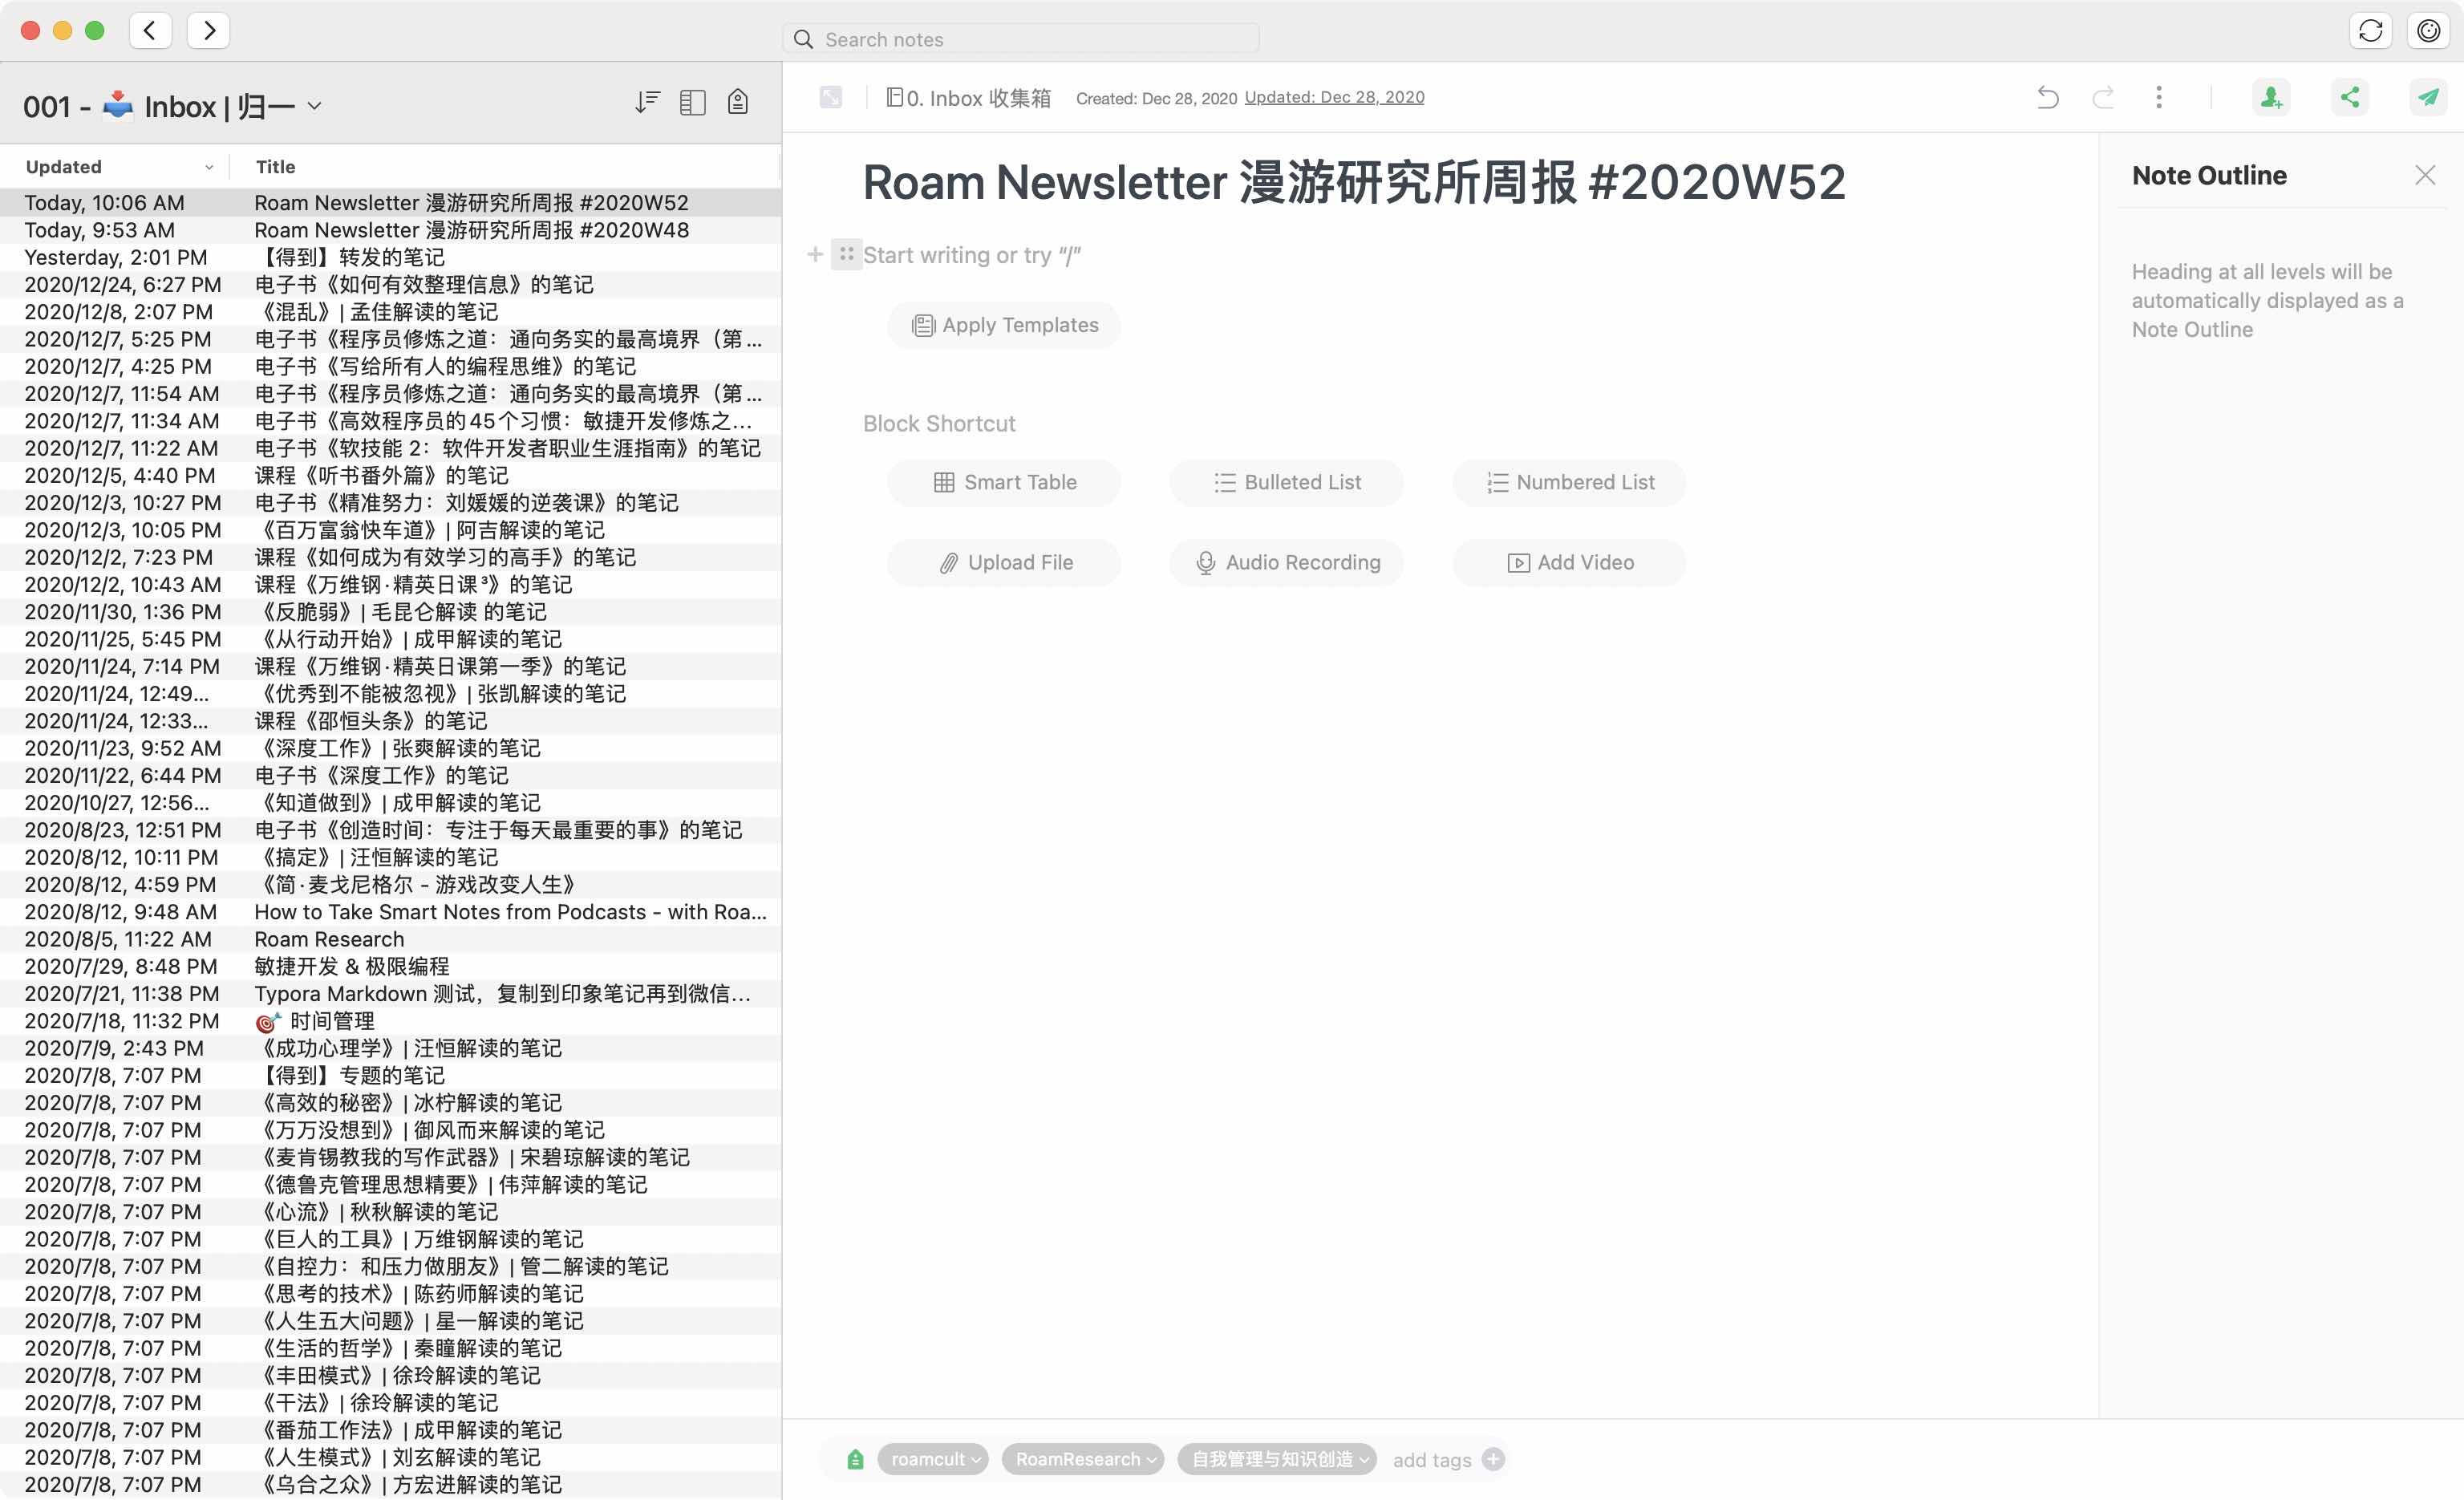 Search notes
001 - 📥 Inbox | 归一
0. Inbox 收集箱 Created: Dec 28, 2020 Updated: Dec 28, 2020
Updated Title
Today, 10:06 AM Roam Newsletter 漫游研究所周报 #2020W52
Today, 9:53 AM Roam Newsletter 漫游研究所周报 #2020W48
Yesterday, 2:01 PM 【得到】转发的笔记
2020/12/24, 6:27 PM 电子书《如何有效整理信息》的笔记
2020/12/8, 2:07 PM 《混乱》| 孟佳解读的笔记
2020/12/7, 5:25 PM 电子书《程序员修炼之道：通向务实的最高境界（第...
2020/12/7, 4:25 PM 电子书《写给所有人的编程思维》的笔记
2020/12/7, 11:54 AM 电子书《程序员修炼之道：通向务实的最高境界（第...
2020/12/7, 11:34 AM 电子书《高效程序员的45个习惯：敏捷开发修炼之...
2020/12/7, 11:22 AM 电子书《软技能 2：软件开发者职业生涯指南》的笔记
2020/12/5, 4:40 PM 课程《听书番外篇》的笔记
2020/12/3, 10:27 PM 电子书《精准努力：刘媛媛的逆袭课》的笔记
2020/12/3, 10:05 PM 《百万富翁快车道》| 阿吉解读的笔记
2020/12/2, 7:23 PM 课程《如何成为有效学习的高手》的笔记
2020/12/2, 10:43 AM 课程《万维钢·精英日课³》的笔记
2020/11/30, 1:36 PM 《反脆弱》| 毛昆仑解读 的笔记
2020/11/25, 5:45 PM 《从行动开始》| 成甲解读的笔记
2020/11/24, 7:14 PM 课程《万维钢·精英日课第一季》的笔记
2020/11/24, 12:49... 《优秀到不能被忽视》| 张凯解读的笔记
2020/11/24, 12:33... 课程《邵恒头条》的笔记
2020/11/23, 9:52 AM 《深度工作》| 张爽解读的笔记
2020/11/22, 6:44 PM 电子书《深度工作》的笔记
2020/10/27, 12:56... 《知道做到》| 成甲解读的笔记
2020/8/23, 12:51 PM 电子书《创造时间：专注于每天最重要的事》的笔记
2020/8/12, 10:11 PM 《搞定》| 汪恒解读的笔记
2020/8/12, 4:59 PM 《简·麦戈尼格尔 - 游戏改变人生》
2020/8/12, 9:48 AM How to Take Smart Notes from Podcasts - with Roa...
2020/8/5, 11:22 AM Roam Research
2020/7/29, 8:48 PM 敏捷开发 & 极限编程
2020/7/21, 11:38 PM Typora Markdown 测试，复制到印象笔记再到微信...
2020/7/18, 11:32 PM 🎯 时间管理
2020/7/9, 2:43 PM 《成功心理学》| 汪恒解读的笔记
2020/7/8, 7:07 PM 【得到】专题的笔记
2020/7/8, 7:07 PM 《高效的秘密》| 冰柠解读的笔记
2020/7/8, 7:07 PM 《万万没想到》| 御风而来解读的笔记
2020/7/8, 7:07 PM 《麦肯锡教我的写作武器》| 宋碧琼解读的笔记
2020/7/8, 7:07 PM 《德鲁克管理思想精要》| 伟萍解读的笔记
2020/7/8, 7:07 PM 《心流》| 秋秋解读的笔记
2020/7/8, 7:07 PM 《巨人的工具》| 万维钢解读的笔记
2020/7/8, 7:07 PM 《自控力：和压力做朋友》| 管二解读的笔记
2020/7/8, 7:07 PM 《思考的技术》| 陈药师解读的笔记
2020/7/8, 7:07 PM 《人生五大问题》| 星一解读的笔记
2020/7/8, 7:07 PM 《生活的哲学》| 秦瞳解读的笔记
2020/7/8, 7:07 PM 《丰田模式》| 徐玲解读的笔记
2020/7/8, 7:07 PM 《干法》| 徐玲解读的笔记
2020/7/8, 7:07 PM 《番茄工作法》| 成甲解读的笔记
2020/7/8, 7:07 PM 《人生模式》| 刘玄解读的笔记
2020/7/8, 7:07 PM 《乌合之众》| 方宏进解读的笔记
Roam Newsletter 漫游研究所周报 #2020W52
Start writing or try “/”
Apply Templates
Block Shortcut
Smart Table Bulleted List Numbered List
Upload File Audio Recording Add Video
Note Outline
Heading at all levels will be
automatically displayed as a
Note Outline
roamcult RoamResearch 自我管理与知识创造 add tags